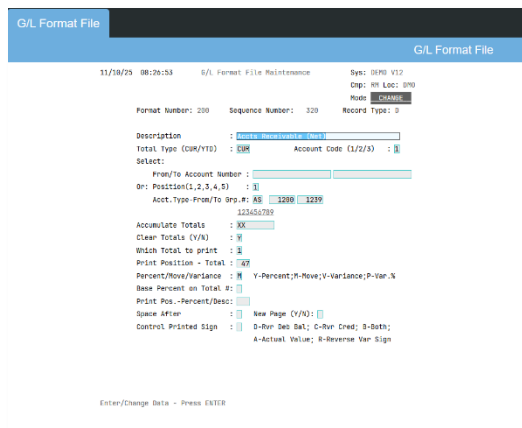 G/L Format File
G/L Format File
11/10/25 08:26:53 G/L Format File Maintenance Sys: DEMO V12
Cmp: RM Loc: DMO
Mode CHANGE
Format Number: 200 Sequence Number: 320 Record Type: D
Description : Accts Receivable (Net)
Total Type (CUR/YTD) : CUR Account Code (1/2/3) : 1
Select:
From/To Account Number :
Or: Position(1,2,3,4,5) : 1
Acct.Type-From/To Grp.#: AS 1200 1239
123456789
Accumulate Totals : XX
Clear Totals (Y/N) : Y
Which Total to print : 1
Print Position - Total : 47
Percent/Move/Variance : M Y-Percent;M-Move;V-Variance;P-Var.%
Base Percent on Total #:
Print Pos.-Percent/Desc:
Space After : New Page (Y/N):
Control Printed Sign : D-Rvr Deb Bal; C-Rvr Cred; B-Both;
A-Actual Value; R-Reverse Var Sign
Enter/Change Data - Press ENTER